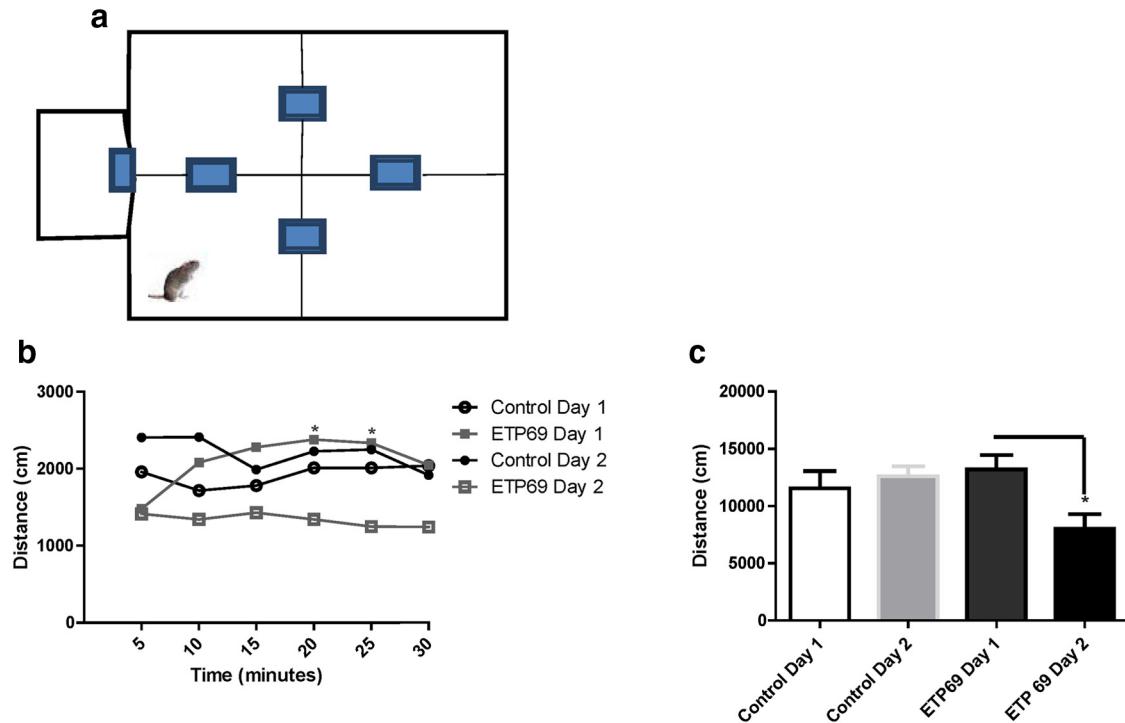 a
b
3000
2000
1000
0
Distance (cm)
5
10
15
20
25
30
Time (minutes)
*
*
Control Day 1
ETP69 Day 1
Control Day 2
ETP69 Day 2
c
20000
15000
10000
5000
0
Distance (cm)
*
Control Day 1
Control Day 2
ETP69 Day 1
ETP 69 Day 2